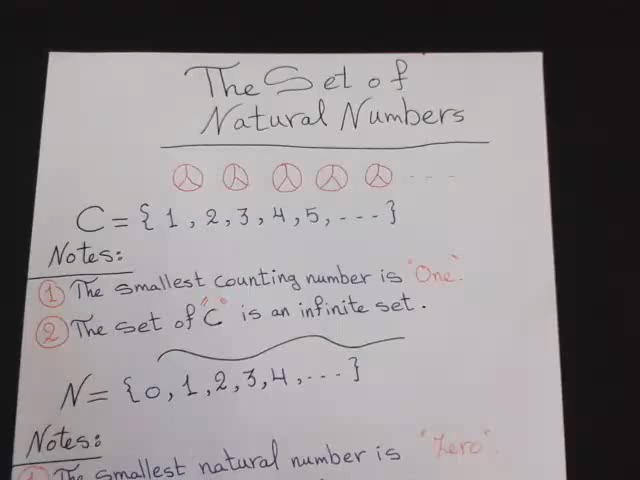 The Set of
Natural Numbers
C = { 1 , 2 , 3 , 4 , 5 , - - - - }
Notes:
① The smallest counting number is "One".
② The set of "C" is an infinite set .
N = { 0 , 1 , 2 , 3 , 4 , - - - }
Notes:
① The smallest natural number is "Zero".